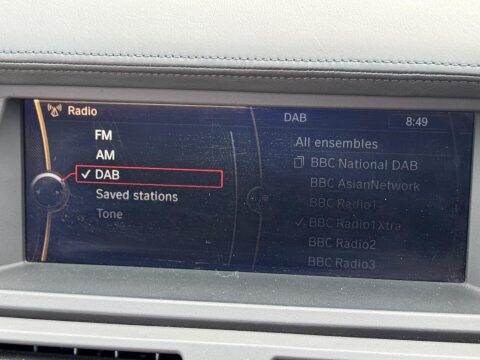 Radio
FM
AM
DAB
Saved stations
Tone
DAB
8:49
All ensembles
BBC National DAB
BBC AsianNetwork
BBC Radio1
BBC Radio1Xtra
BBC Radio2
BBC Radio3